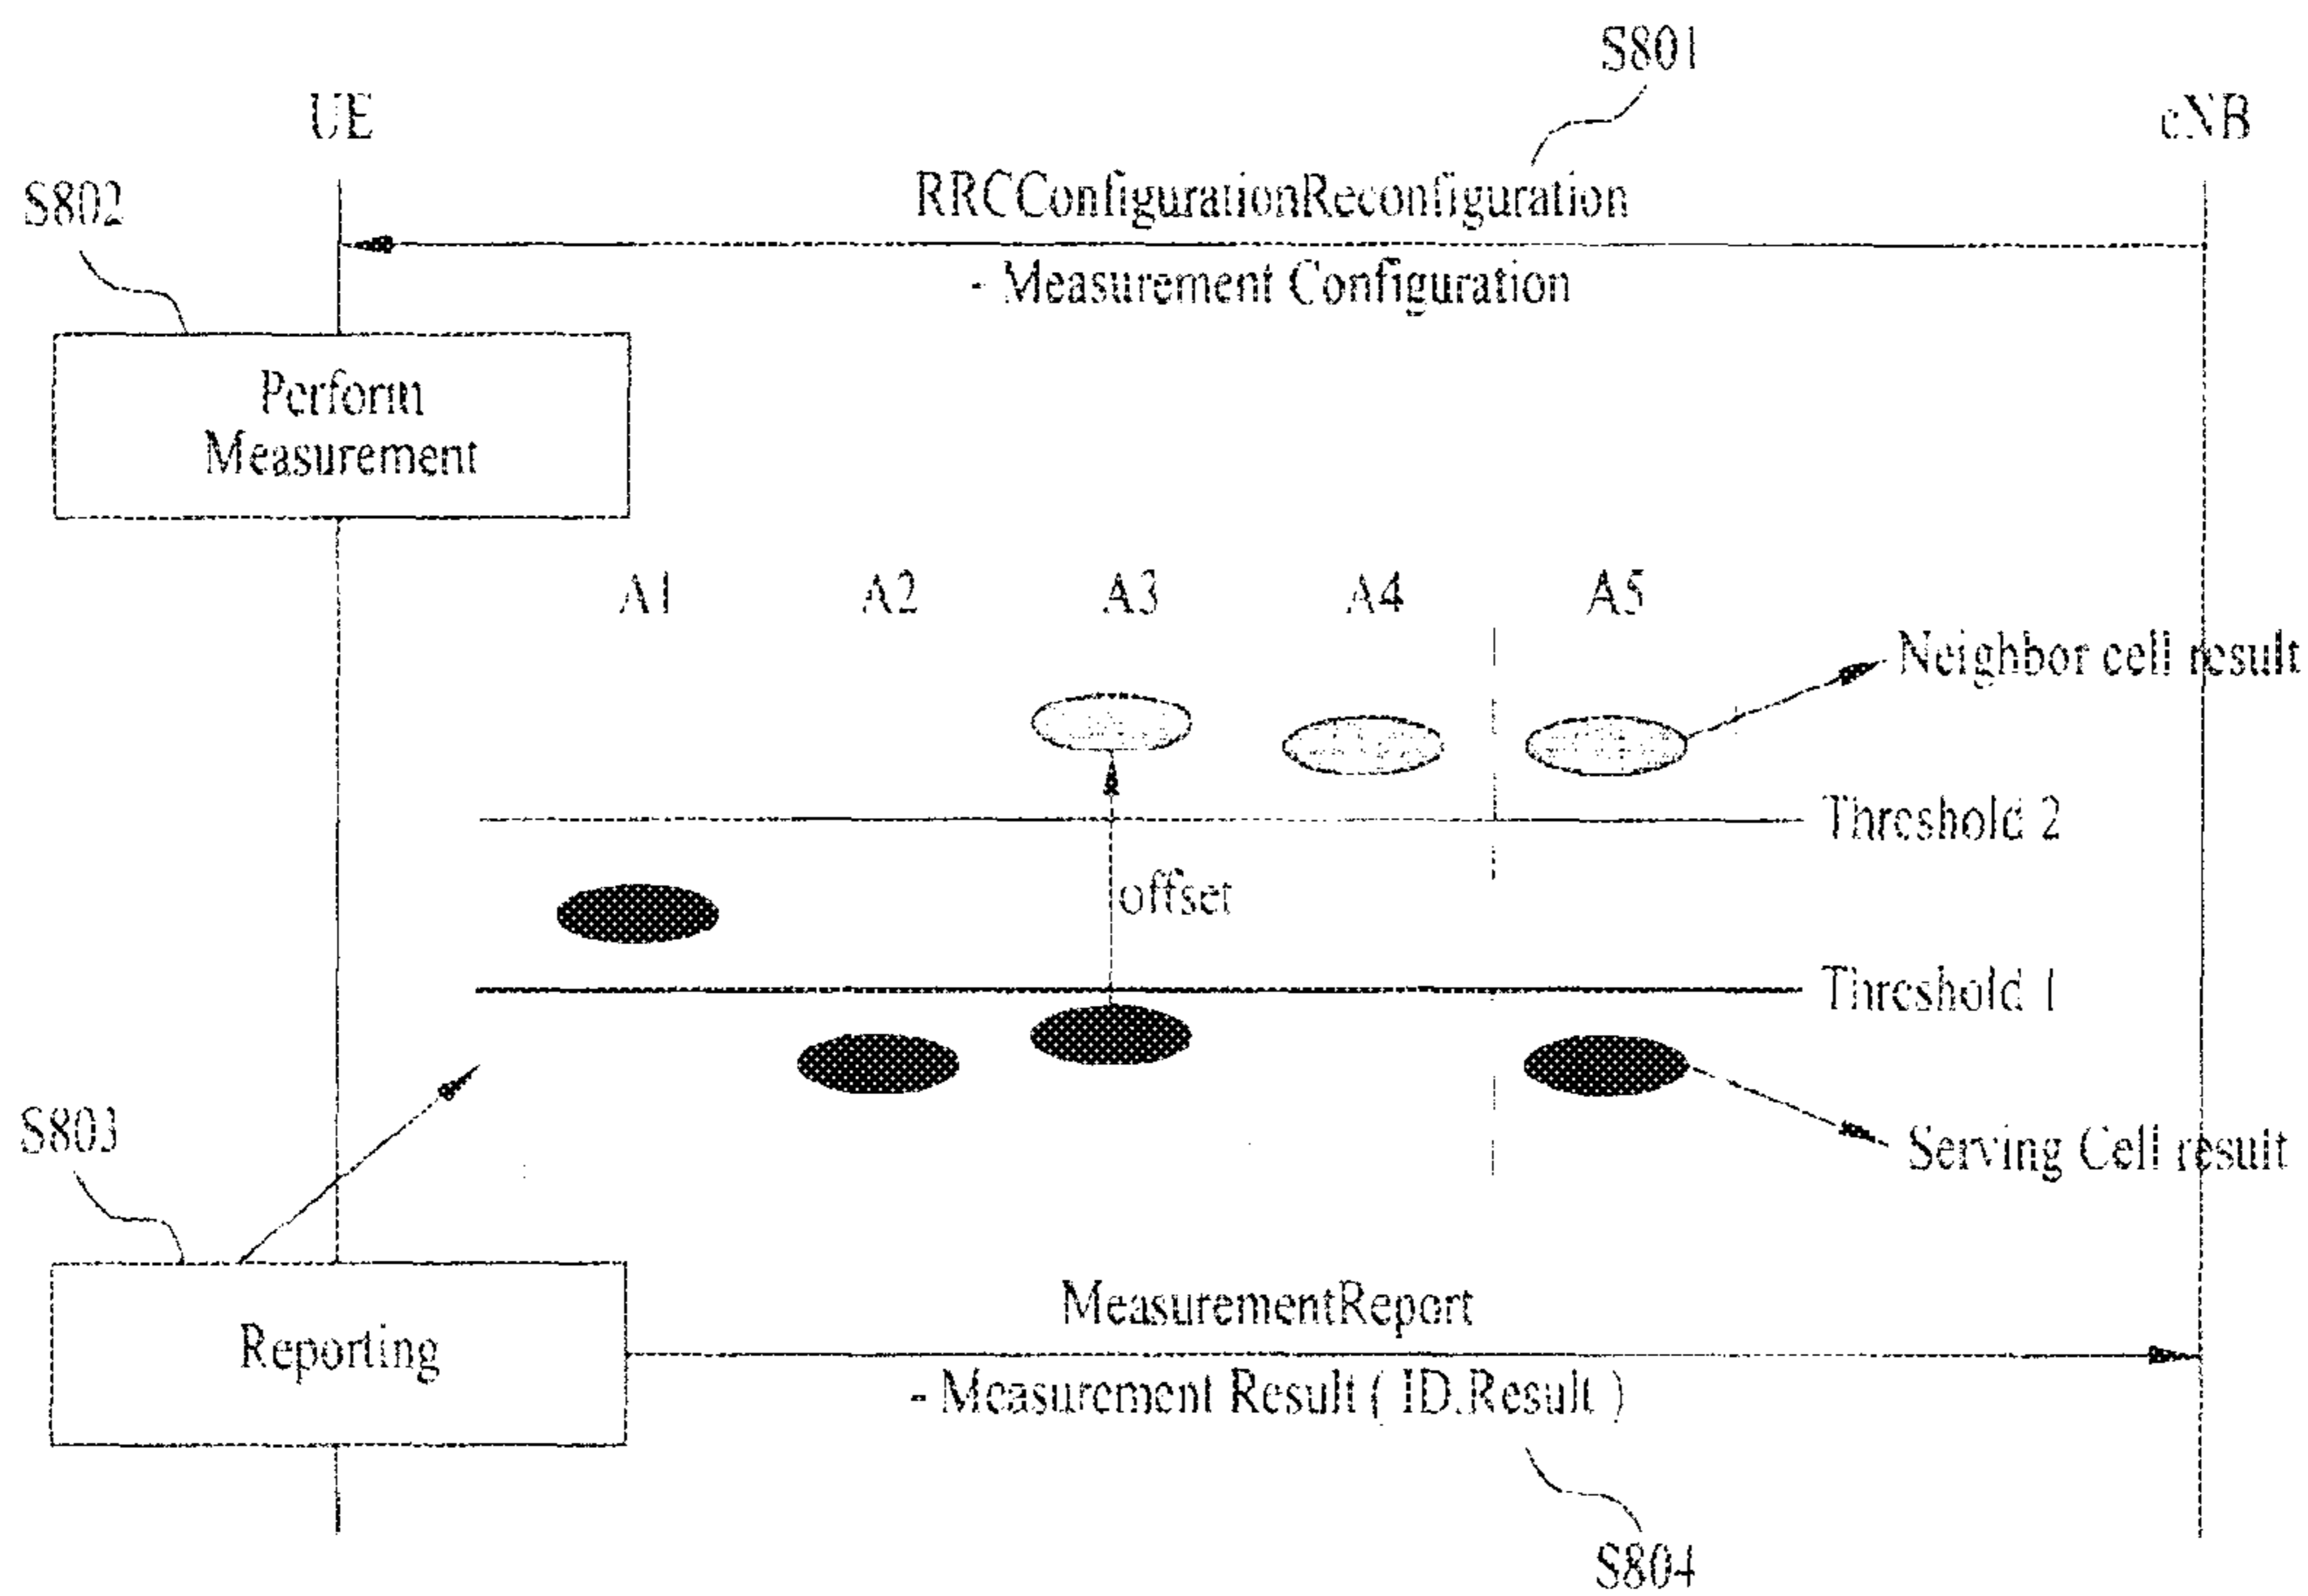 S801
UE
eNB
S802
RRCConfigurationReconfiguration
- Measurement Configuration
Perform
Measurement
A1 A2 A3 A4 A5
Neighbor cell result
Threshold 2
offset
Threshold 1
S803
Serving Cell result
MeasurementReport
Reporting
- Measurement Result ( ID.Result )
S804